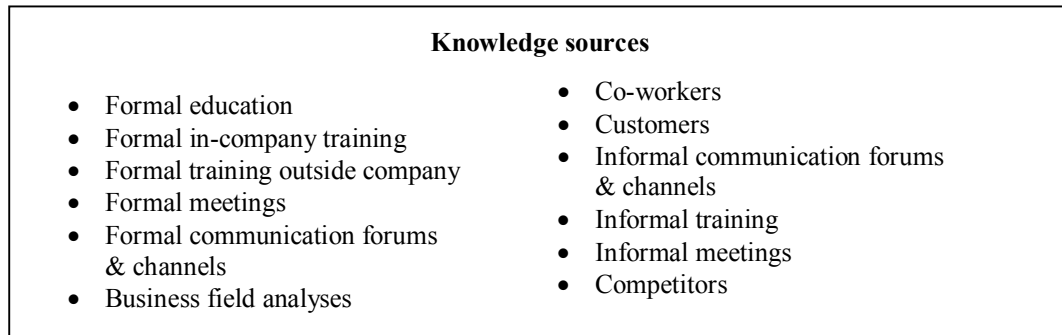 Knowledge sources
• Formal education
• Formal in-company training
• Formal training outside company
• Formal meetings
• Formal communication forums
& channels
• Business field analyses
• Co-workers
• Customers
• Informal communication forums
& channels
• Informal training
• Informal meetings
• Competitors